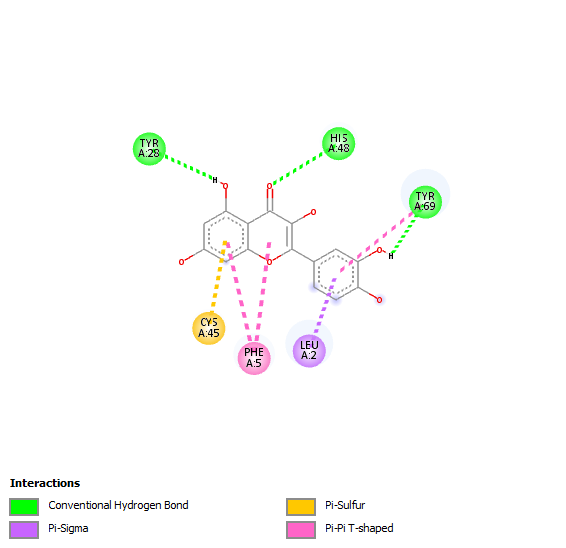 TYR
A:28
HIS
A:48
H
O
O
O
TYR
A:69
O
H
O
O
O
CYS
A:45
PHE
A:5
LEU
A:2
Interactions
Conventional Hydrogen Bond
Pi-Sigma
Pi-Sulfur
Pi-Pi T-shaped